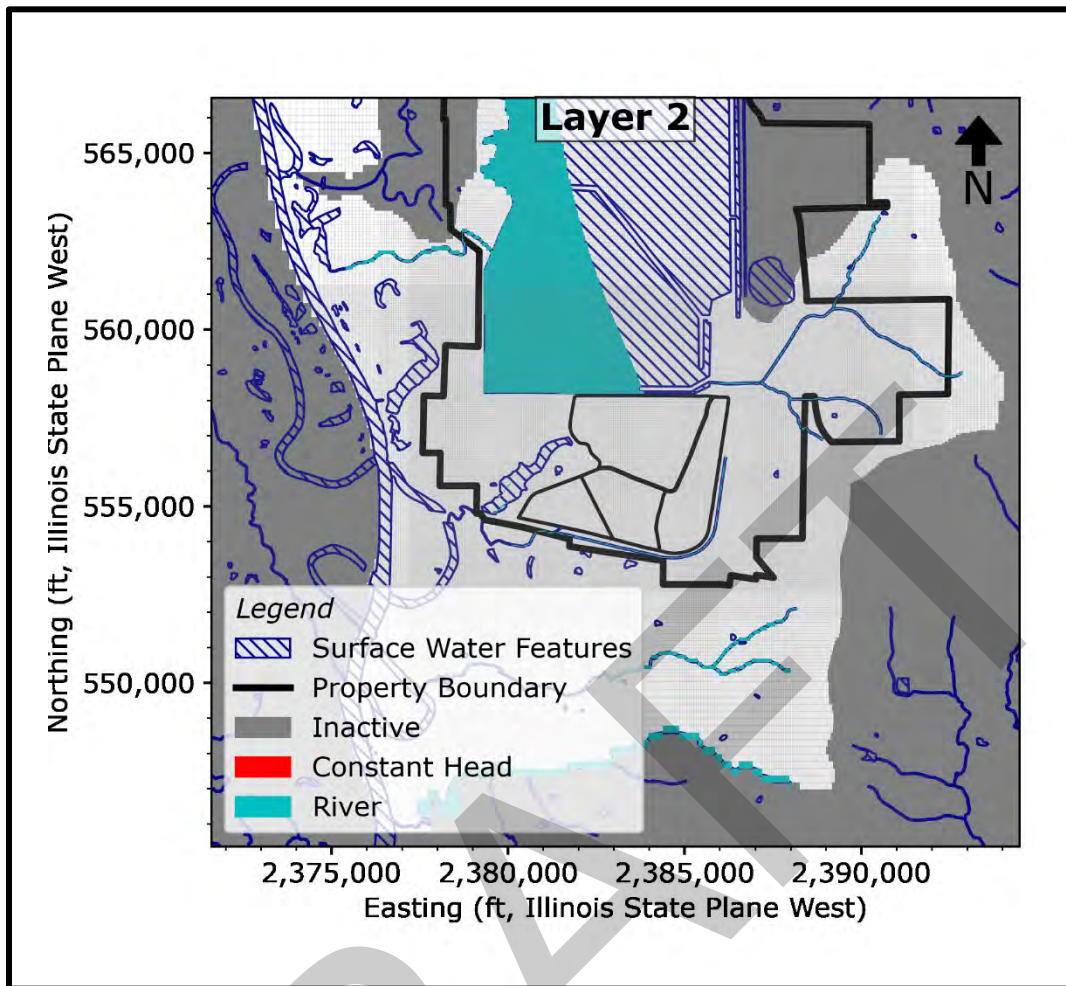 Layer 2
N
565,000
560,000
555,000
550,000
Northing (ft, Illinois State Plane West)
Legend
Surface Water Features
Property Boundary
Inactive
Constant Head
River
2,375,000 2,380,000 2,385,000 2,390,000
Easting (ft, Illinois State Plane West)
DRAFT